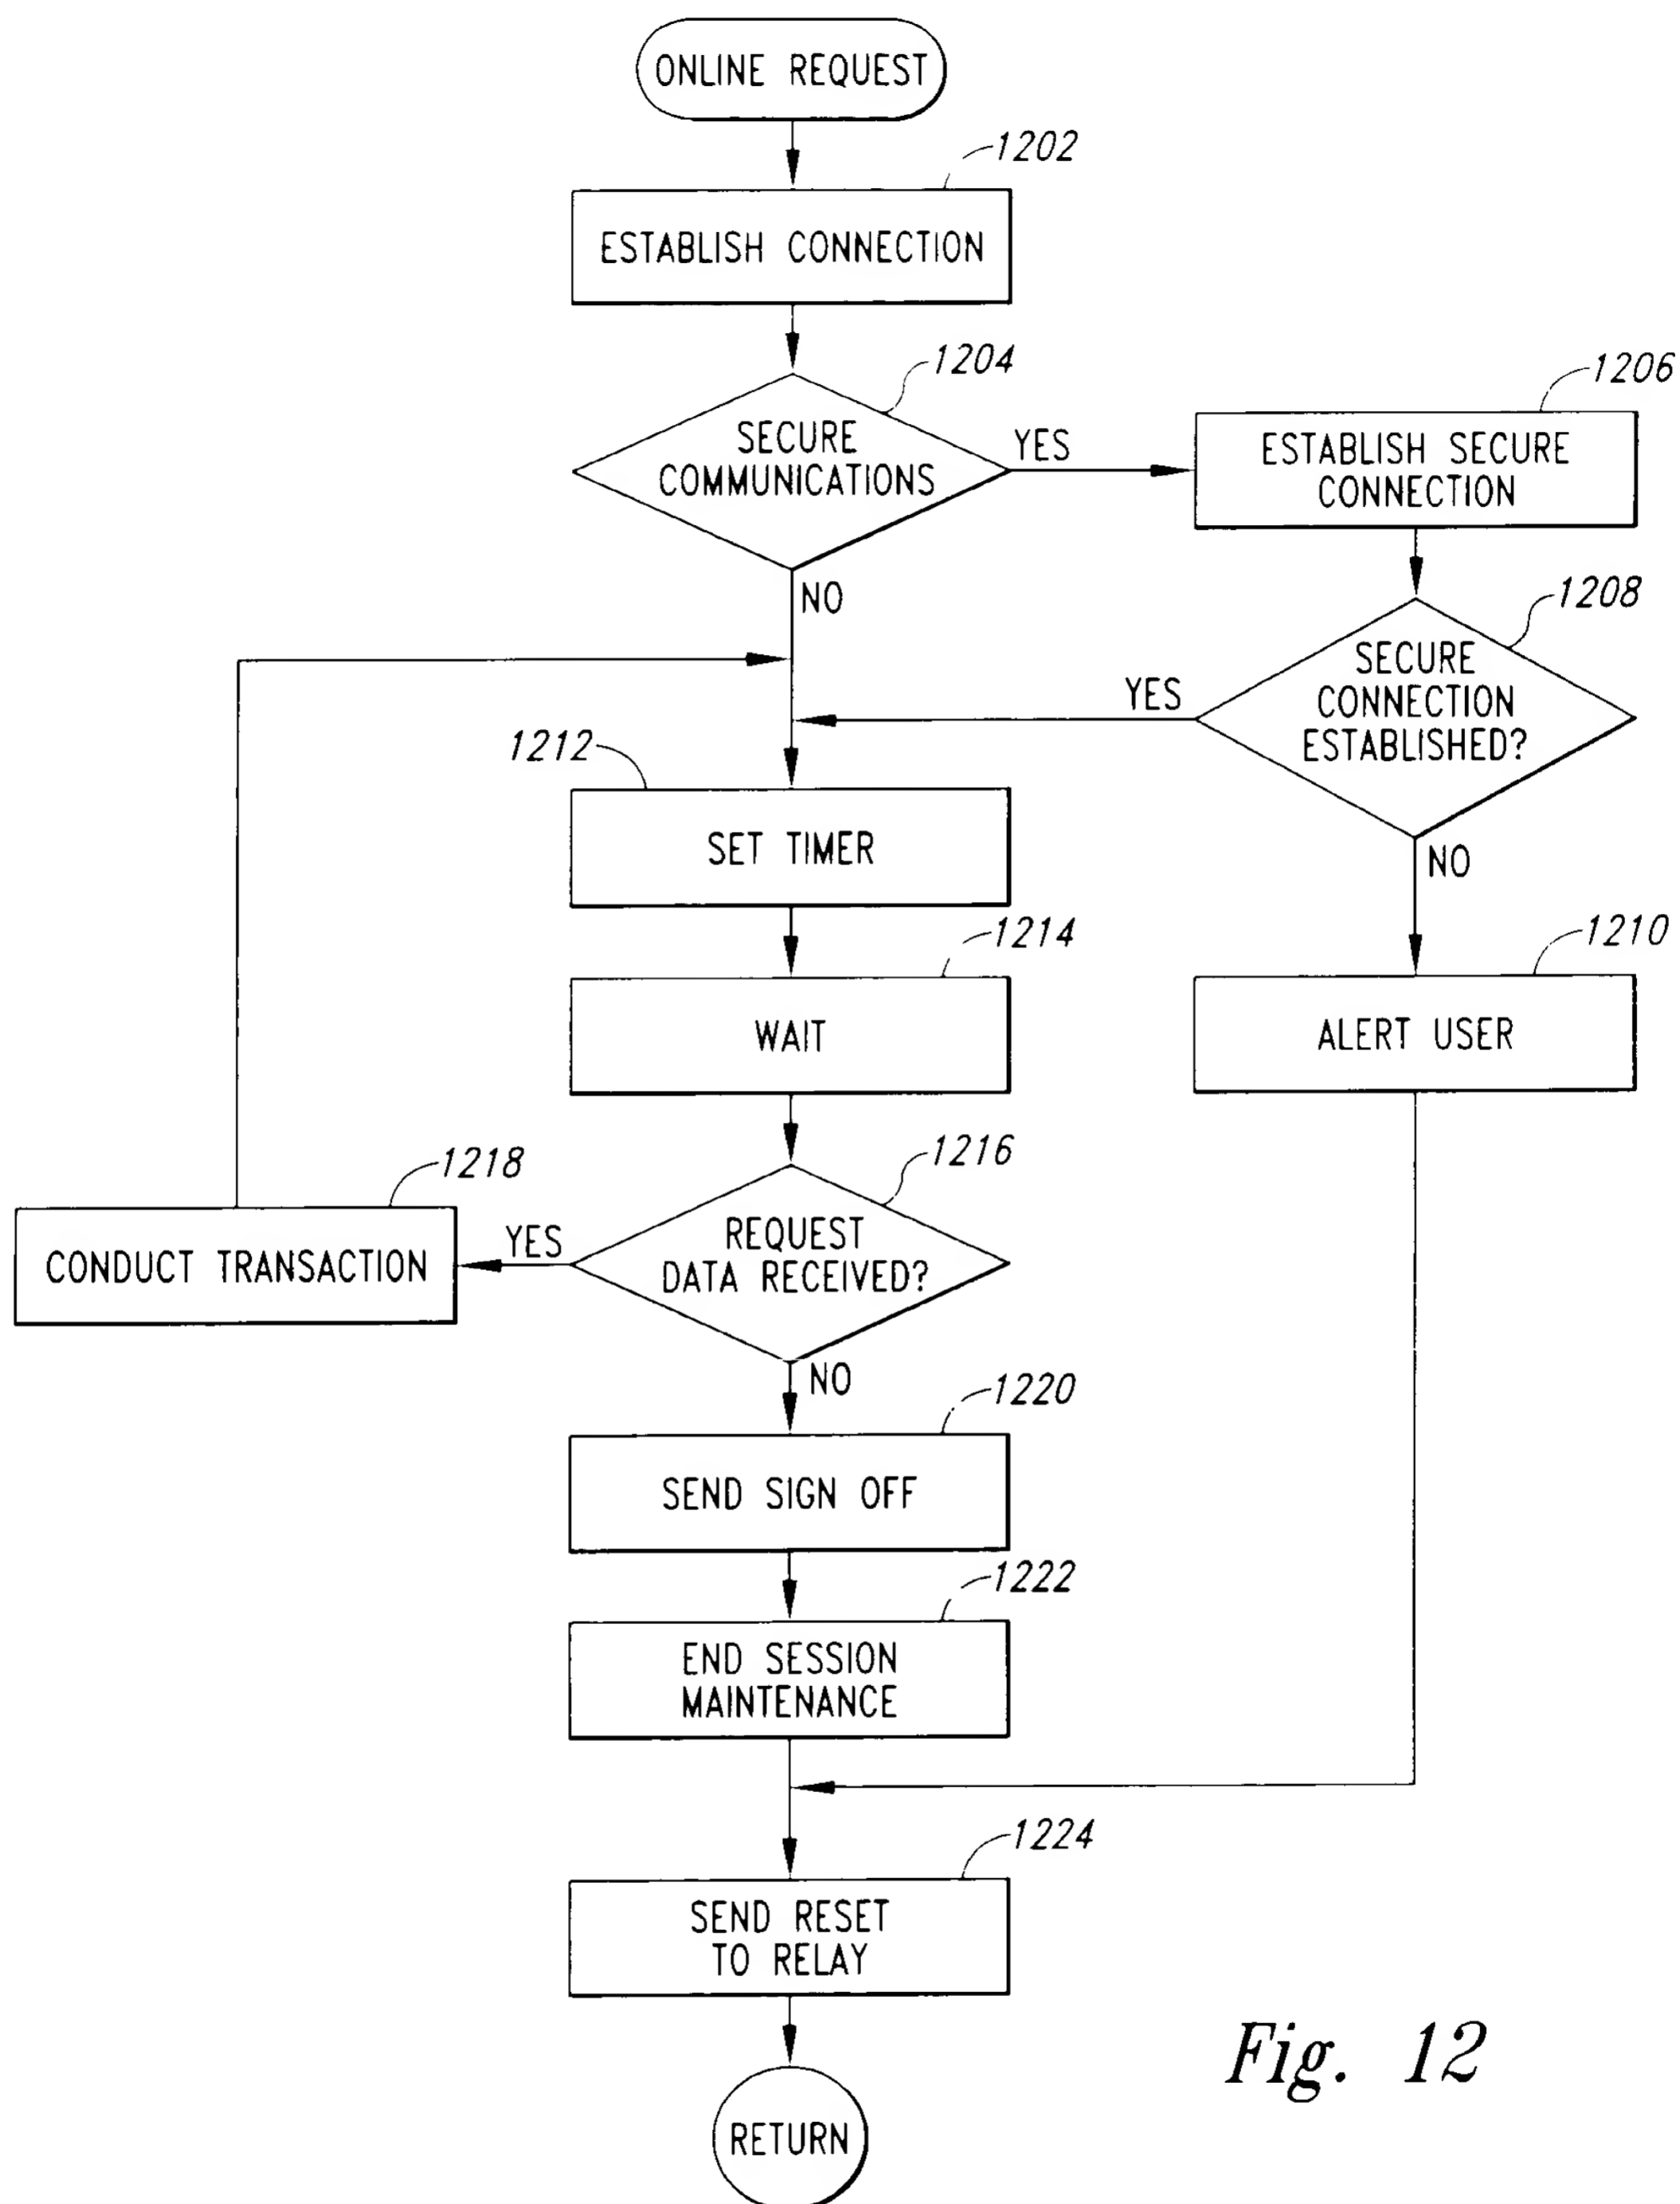 ONLINE REQUEST
1202
ESTABLISH CONNECTION
1204
SECURE
COMMUNICATIONS
YES
NO
1206
ESTABLISH SECURE
CONNECTION
1208
SECURE
CONNECTION
ESTABLISHED?
YES
NO
1210
ALERT USER
1212
SET TIMER
1214
WAIT
1216
REQUEST
DATA RECEIVED?
YES
NO
1218
CONDUCT TRANSACTION
1220
SEND SIGN OFF
1222
END SESSION
MAINTENANCE
1224
SEND RESET
TO RELAY
RETURN
Fig. 12